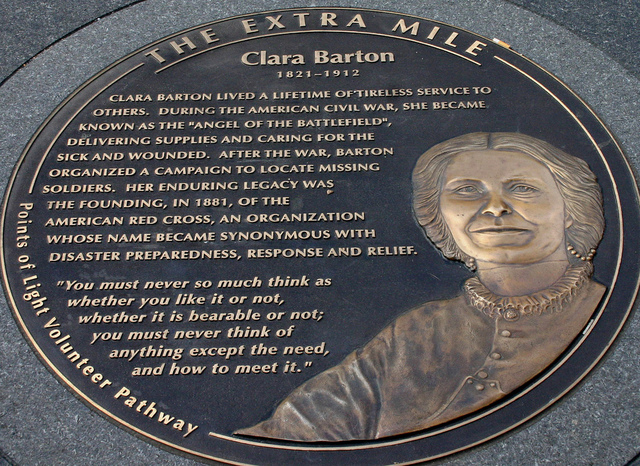 THE EXTRA MILE
Clara Barton
1821–1912
CLARA BARTON LIVED A LIFETIME OF TIRELESS SERVICE TO
OTHERS. DURING THE AMERICAN CIVIL WAR, SHE BECAME
KNOWN AS THE "ANGEL OF THE BATTLEFIELD",
DELIVERING SUPPLIES AND CARING FOR THE
SICK AND WOUNDED. AFTER THE WAR, BARTON
ORGANIZED A CAMPAIGN TO LOCATE MISSING
SOLDIERS. HER ENDURING LEGACY WAS
THE FOUNDING, IN 1881, OF THE
AMERICAN RED CROSS, AN ORGANIZATION
WHOSE NAME BECAME SYNONYMOUS WITH
DISASTER PREPAREDNESS, RESPONSE AND RELIEF.
"You must never so much think as
whether you like it or not,
whether it is bearable or not;
you must never think of
anything except the need,
and how to meet it."
Points of Light Volunteer Pathway